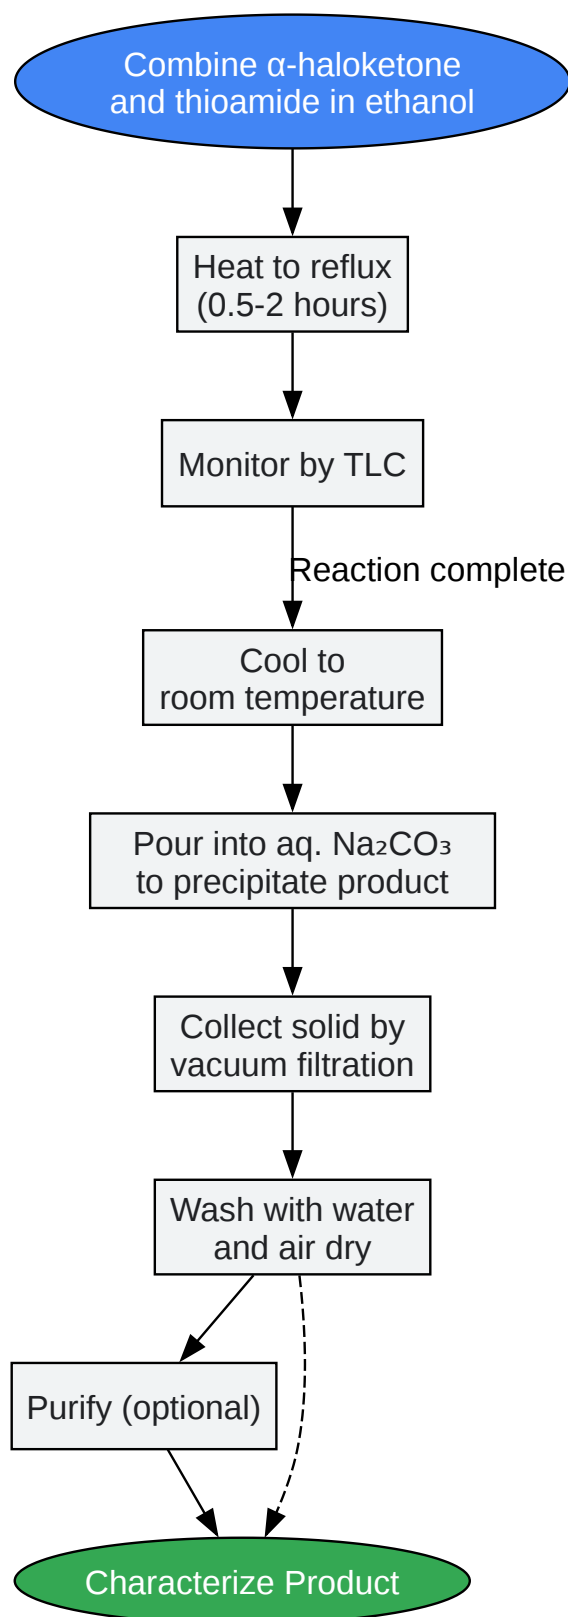 Combine α-haloketone
and thioamide in ethanol
Heat to reflux
(0.5-2 hours)
Monitor by TLC
Reaction complete
Cool to
room temperature
Pour into aq. Na₂CO₃
to precipitate product
Collect solid by
vacuum filtration
Wash with water
and air dry
Purify (optional)
Characterize Product